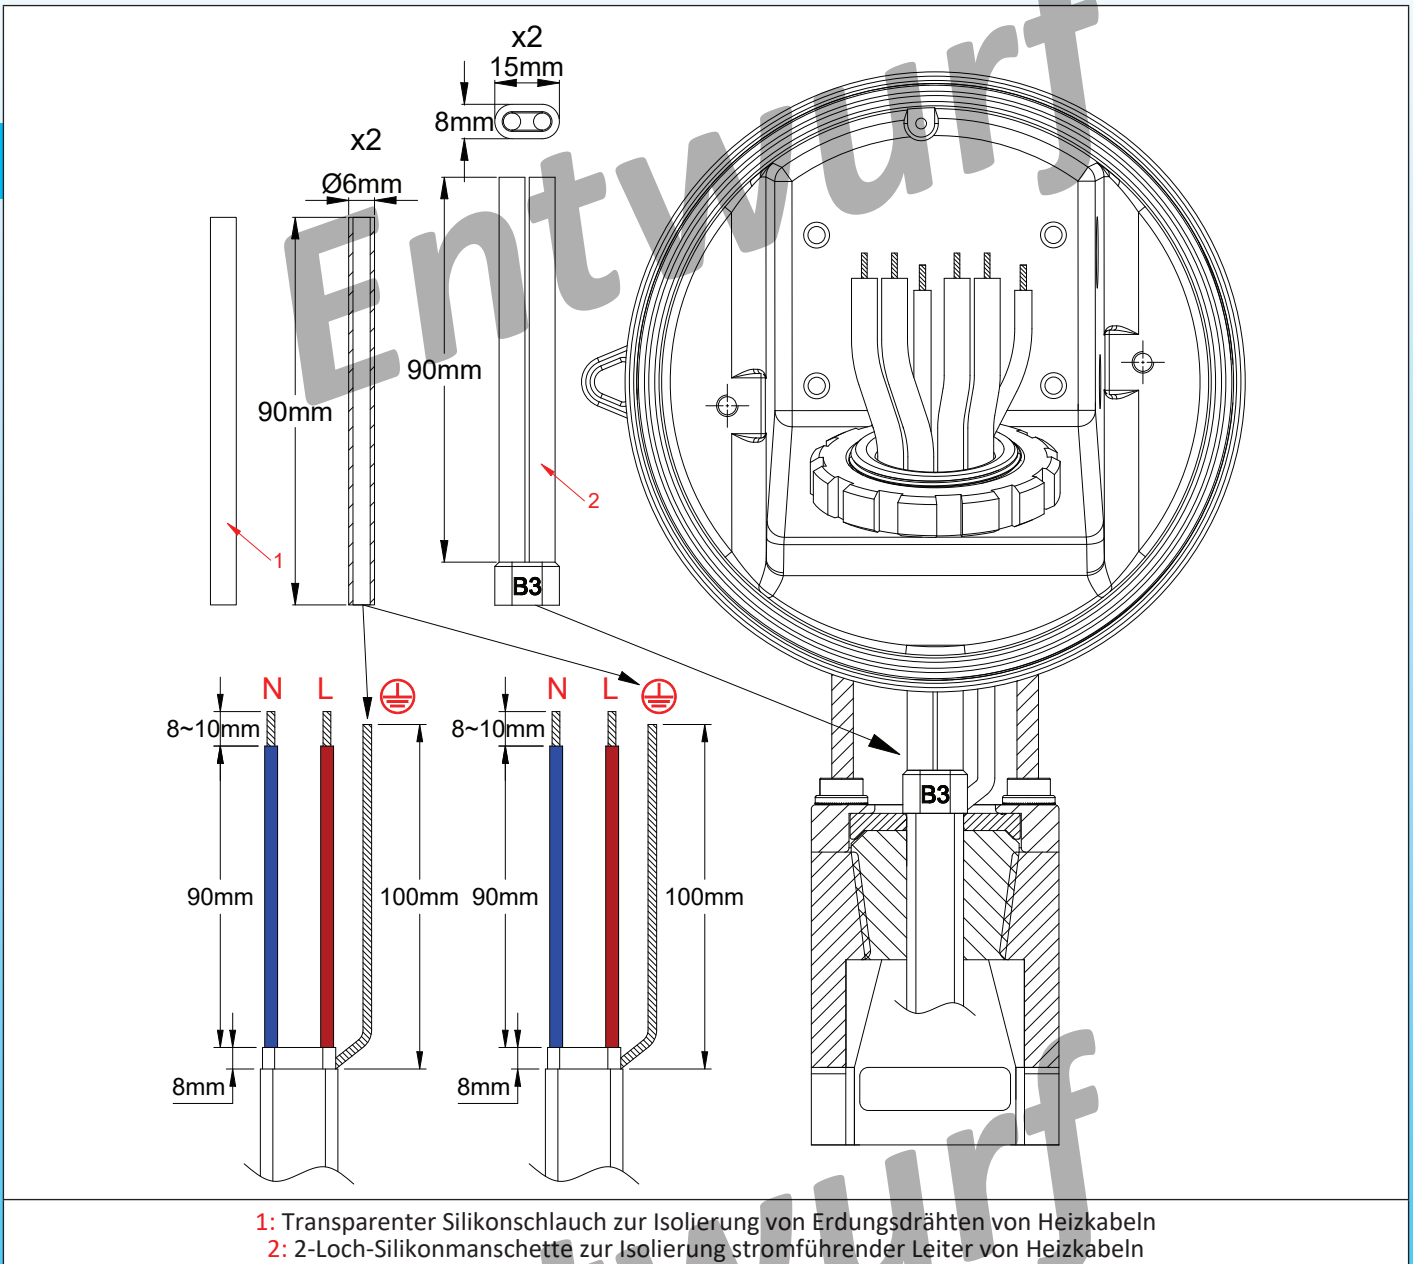 x2
15mm
8mm
x2
Ø6mm
90mm
90mm
1
2
B3
N L
8~10mm
90mm
100mm
8mm
N L
8~10mm
90mm
100mm
8mm
B3
Entwurf
Entwurf
1: Transparenter Silikonschlauch zur Isolierung von Erdungsdrähten von Heizkabeln
2: 2-Loch-Silikonmanschette zur Isolierung stromführender Leiter von Heizkabeln